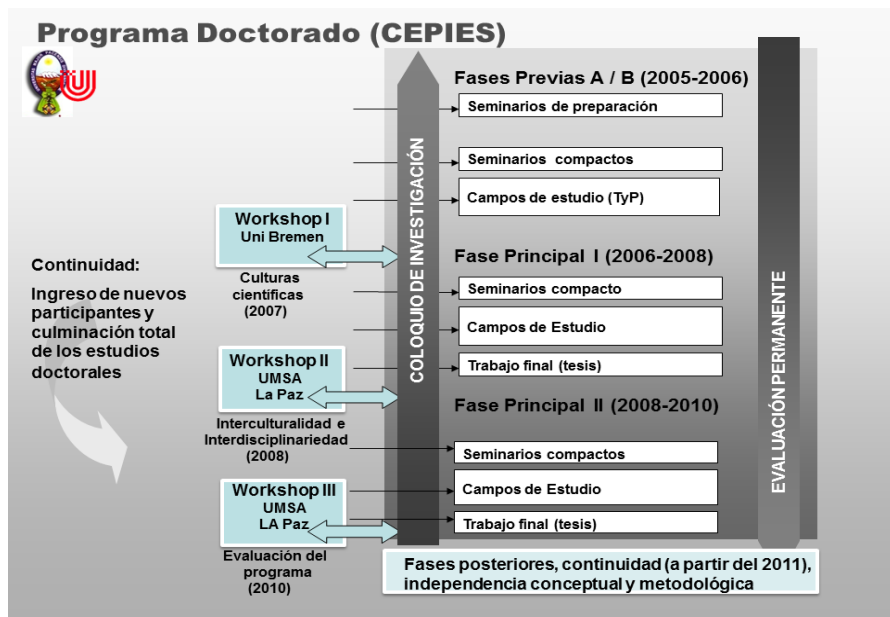 Programa Doctorado (CEPIES)
Fases Previas A / B (2005-2006)
Seminarios de preparación
Seminarios compactos
Campos de estudio (TyP)
Workshop I
Uni Bremen
Culturas
científicas
(2007)
Continuidad:
Ingreso de nuevos
participantes y
culminación total
de los estudios
doctorales
COLOQUIO DE INVESTIGACIÓN
Fase Principal I (2006-2008)
Seminarios compacto
Campos de Estudio
Trabajo final (tesis)
Workshop II
UMSA
La Paz
Interculturalidad e
Interdisciplinariedad
(2008)
Fase Principal II (2008-2010)
Seminarios compactos
Campos de Estudio
Trabajo final (tesis)
Workshop III
UMSA
LA Paz
Evaluación del
programa
(2010)
EVALUACIÓN PERMANENTE
Fases posteriores, continuidad (a partir del 2011),
independencia conceptual y metodológica